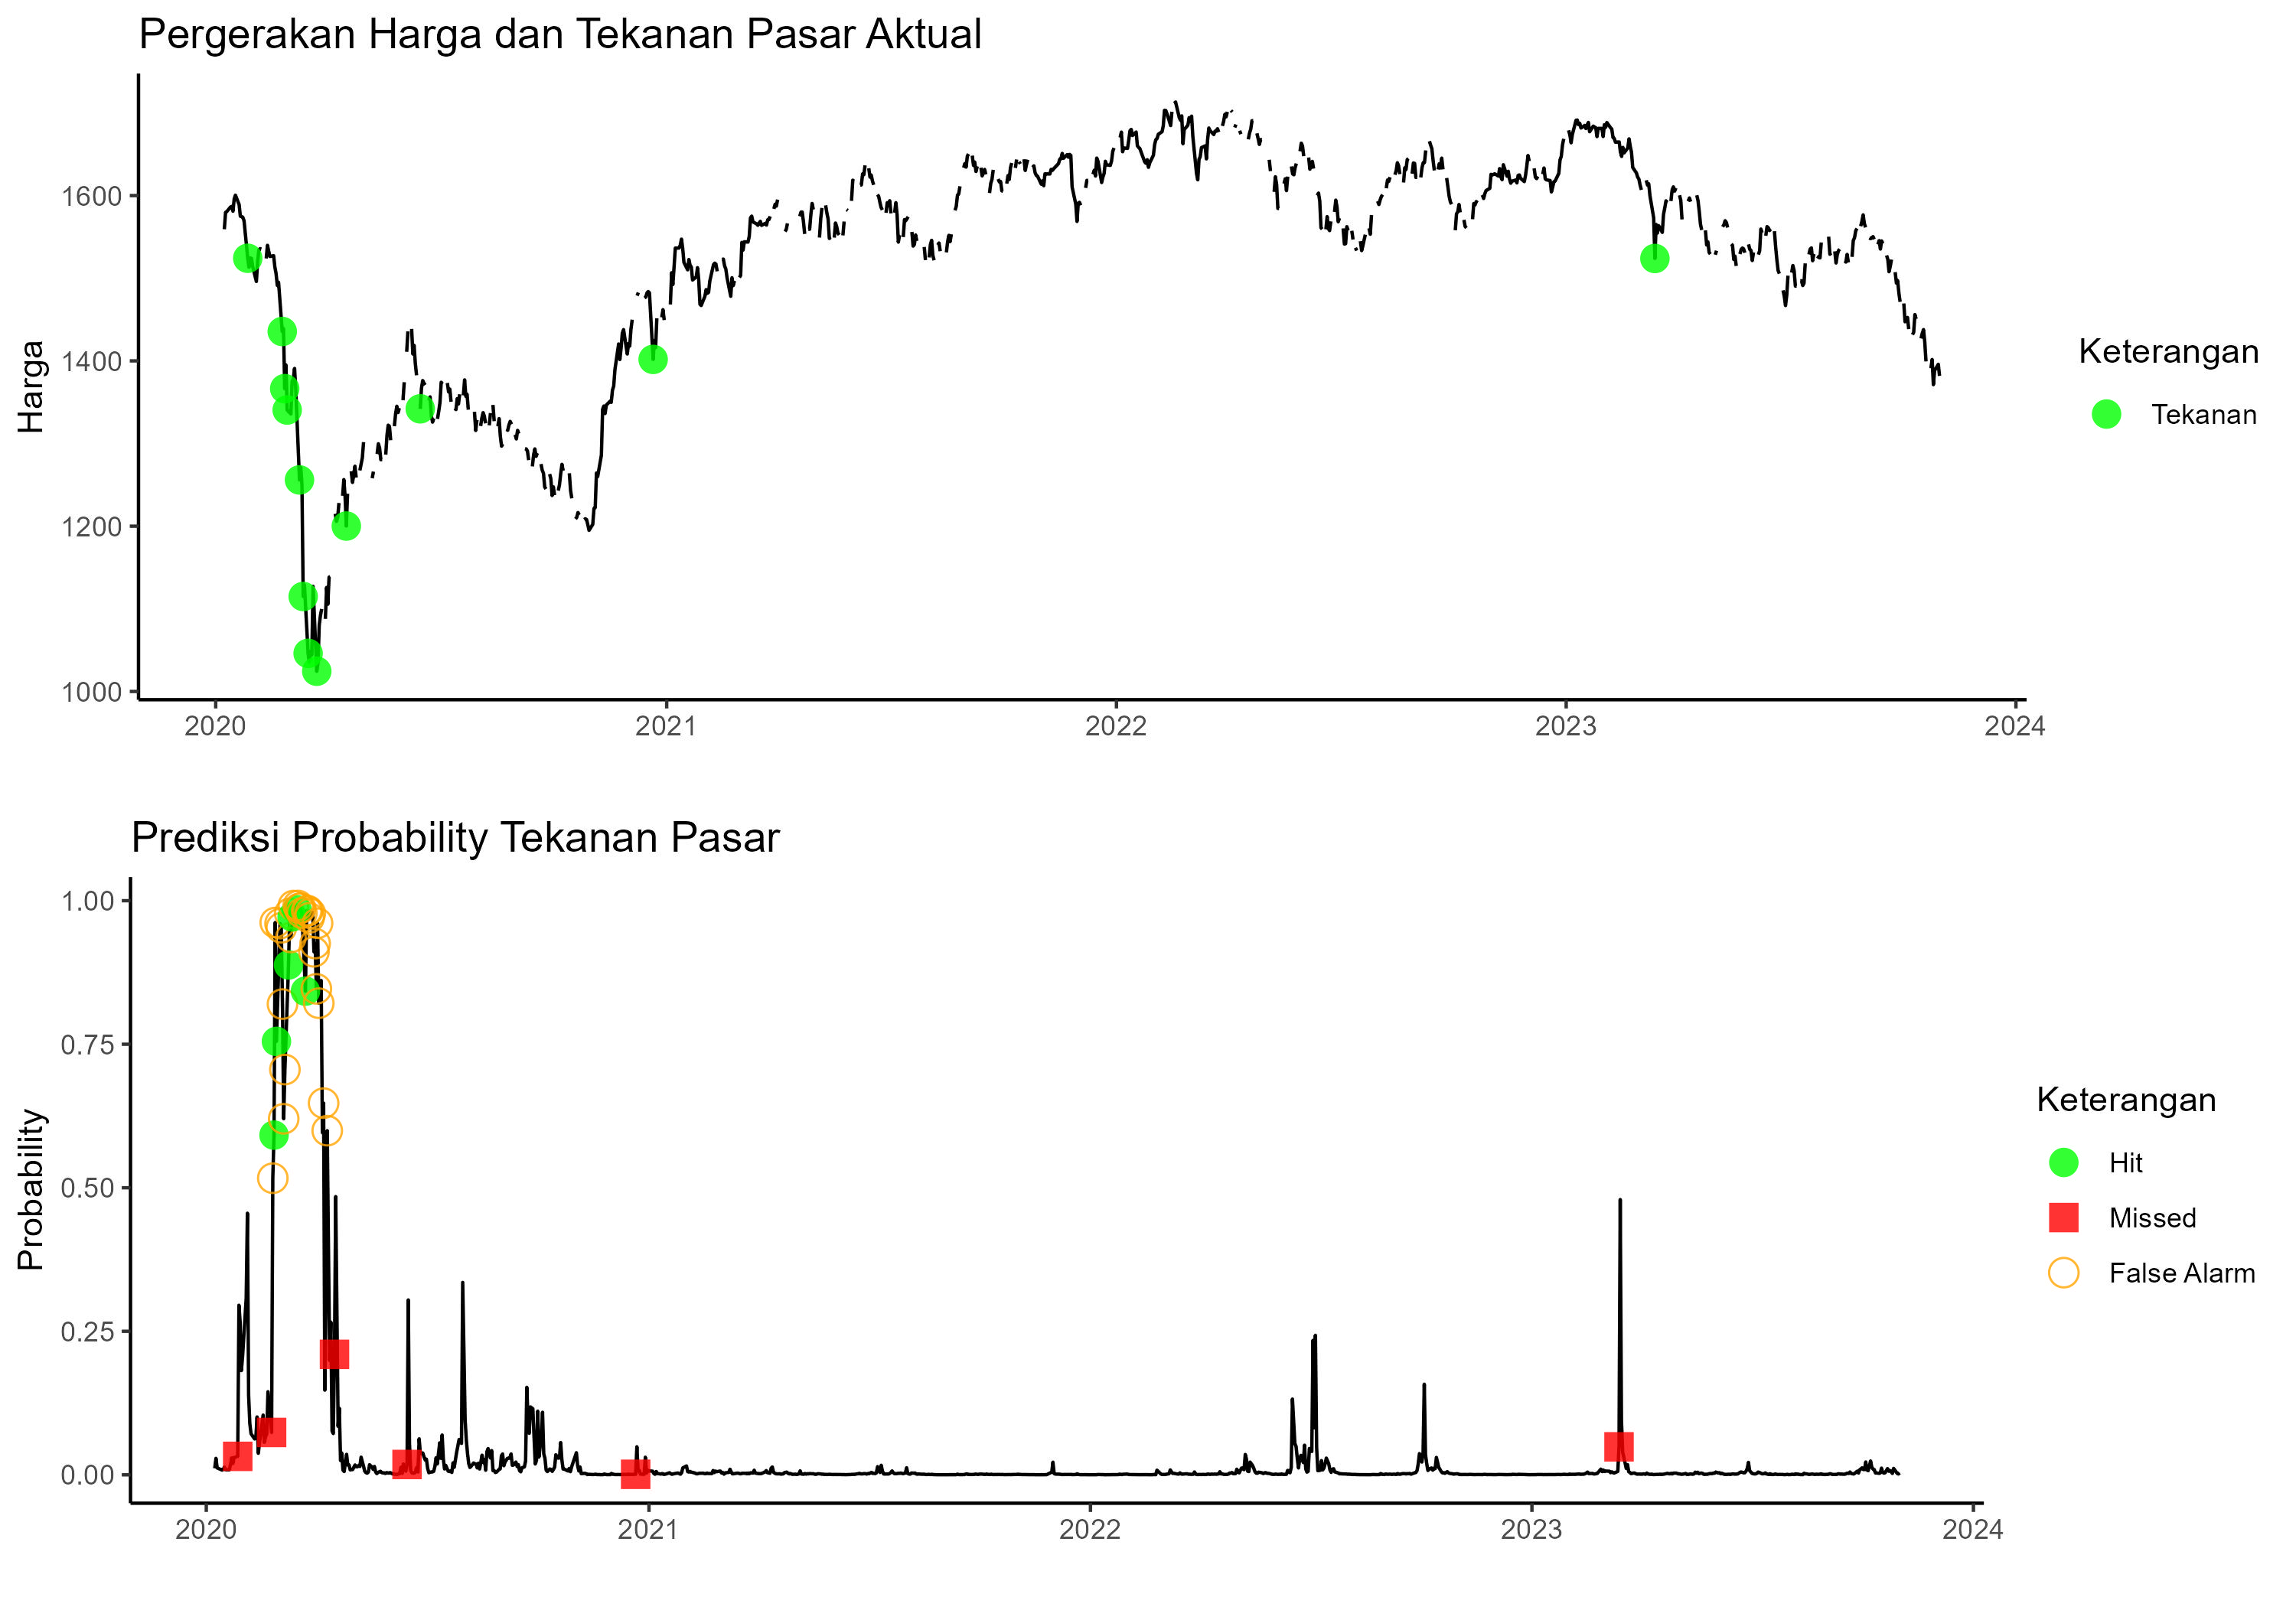 Pergerakan Harga dan Tekanan Pasar Aktual
Harga
1600
1400
1200
1000
2020
2021
2022
2023
2024
Keterangan
Tekanan
Prediksi Probability Tekanan Pasar
Probability
1.00
0.75
0.50
0.25
0.00
2020
2021
2022
2023
2024
Keterangan
Hit
Missed
False Alarm